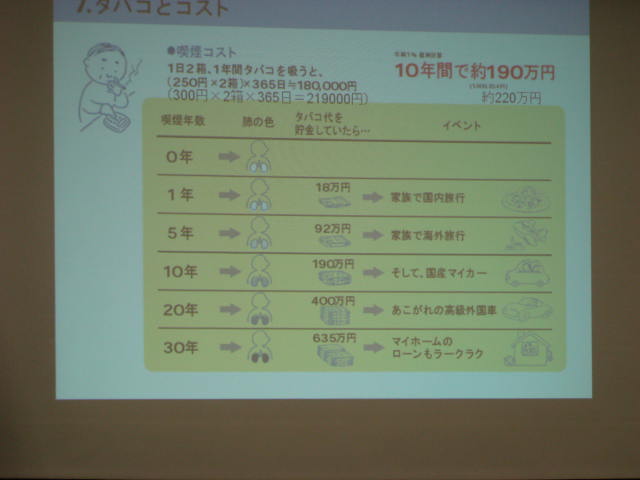 7.タバコとコスト
●喫煙コスト
1日2箱、1年間タバコを吸うと、
(250円×2箱)×365日≒180,000円
(300円×2箱×365日＝219000円)
10年間で約190万円
約220万円
喫煙年数 肺の色 タバコ代を貯金していたら… イベント
0年
1年 18万円 家族で国内旅行
5年 92万円 家族で海外旅行
10年 190万円 そして、国産マイカー
20年 400万円 あこがれの高級外国車
30年 635万円 マイホームの
ローンもラークラク